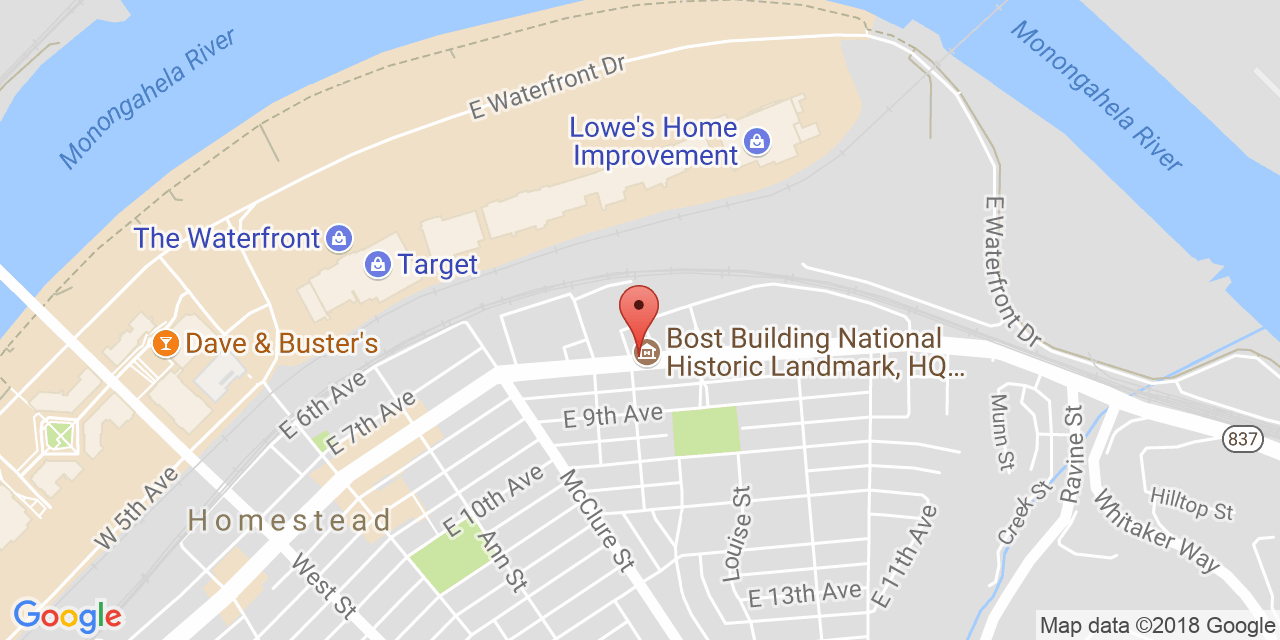 Monongahela River
Monongahela River
E Waterfront Dr
Lowe's Home
Improvement
The Waterfront
Target
E Waterfront Dr
Dave & Buster's
Bost Building National
Historic Landmark, HQ...
E 6th Ave
E 7th Ave
E 9th Ave
Munn St
Ravine St
837
W 5th Ave
E 10th Ave
McClure St
Homestead
Ann St
Louise St
E 11th Ave
Creek St
Whitaker Way
Hilltop St
West St
E 13th Ave
Google
Map data ©2018 Google